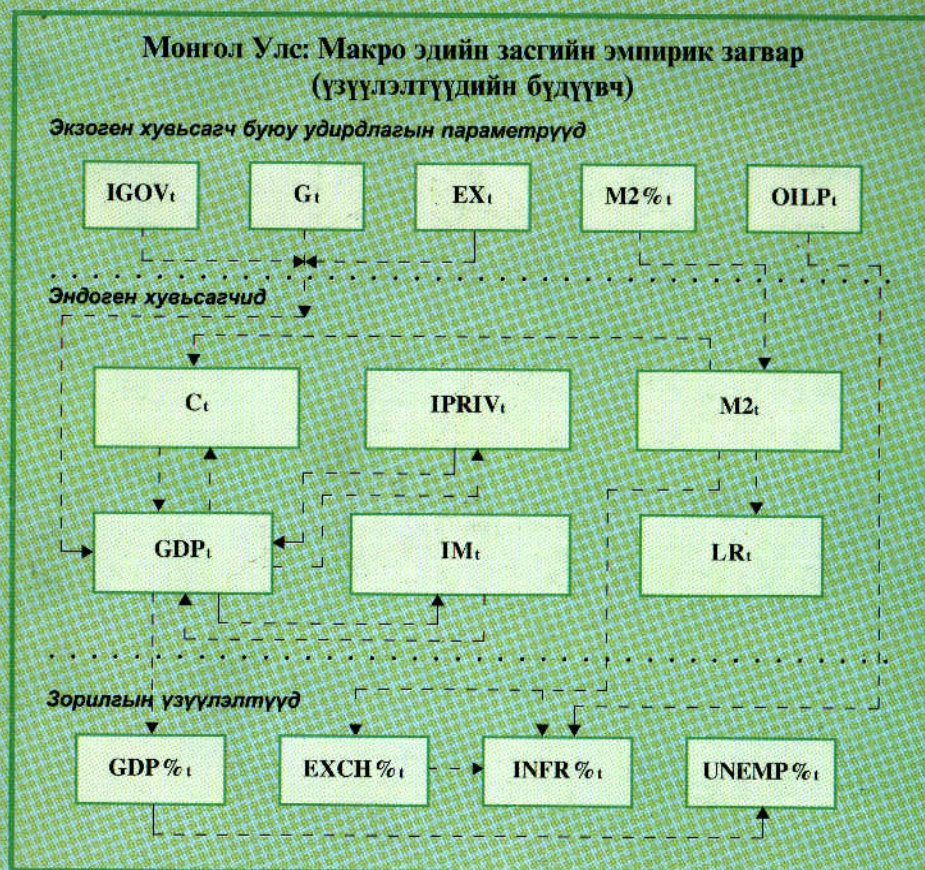 Монгол Улс: Макро эдийн засгийн эмпирик загвар
(үзүүлэлтүүдийн бүдүүвч)
Экзоген хувьсагч буюу удирдлагын параметрүүд
IGOVt Gt EXt M2%t OILPt
Эндоген хувьсагчид
Ct IPRIVt M2t
GDPt IMt LRt
Зорилгын үзүүлэлтүүд
GDP%t EXCH%t INFR%t UNEMP%t